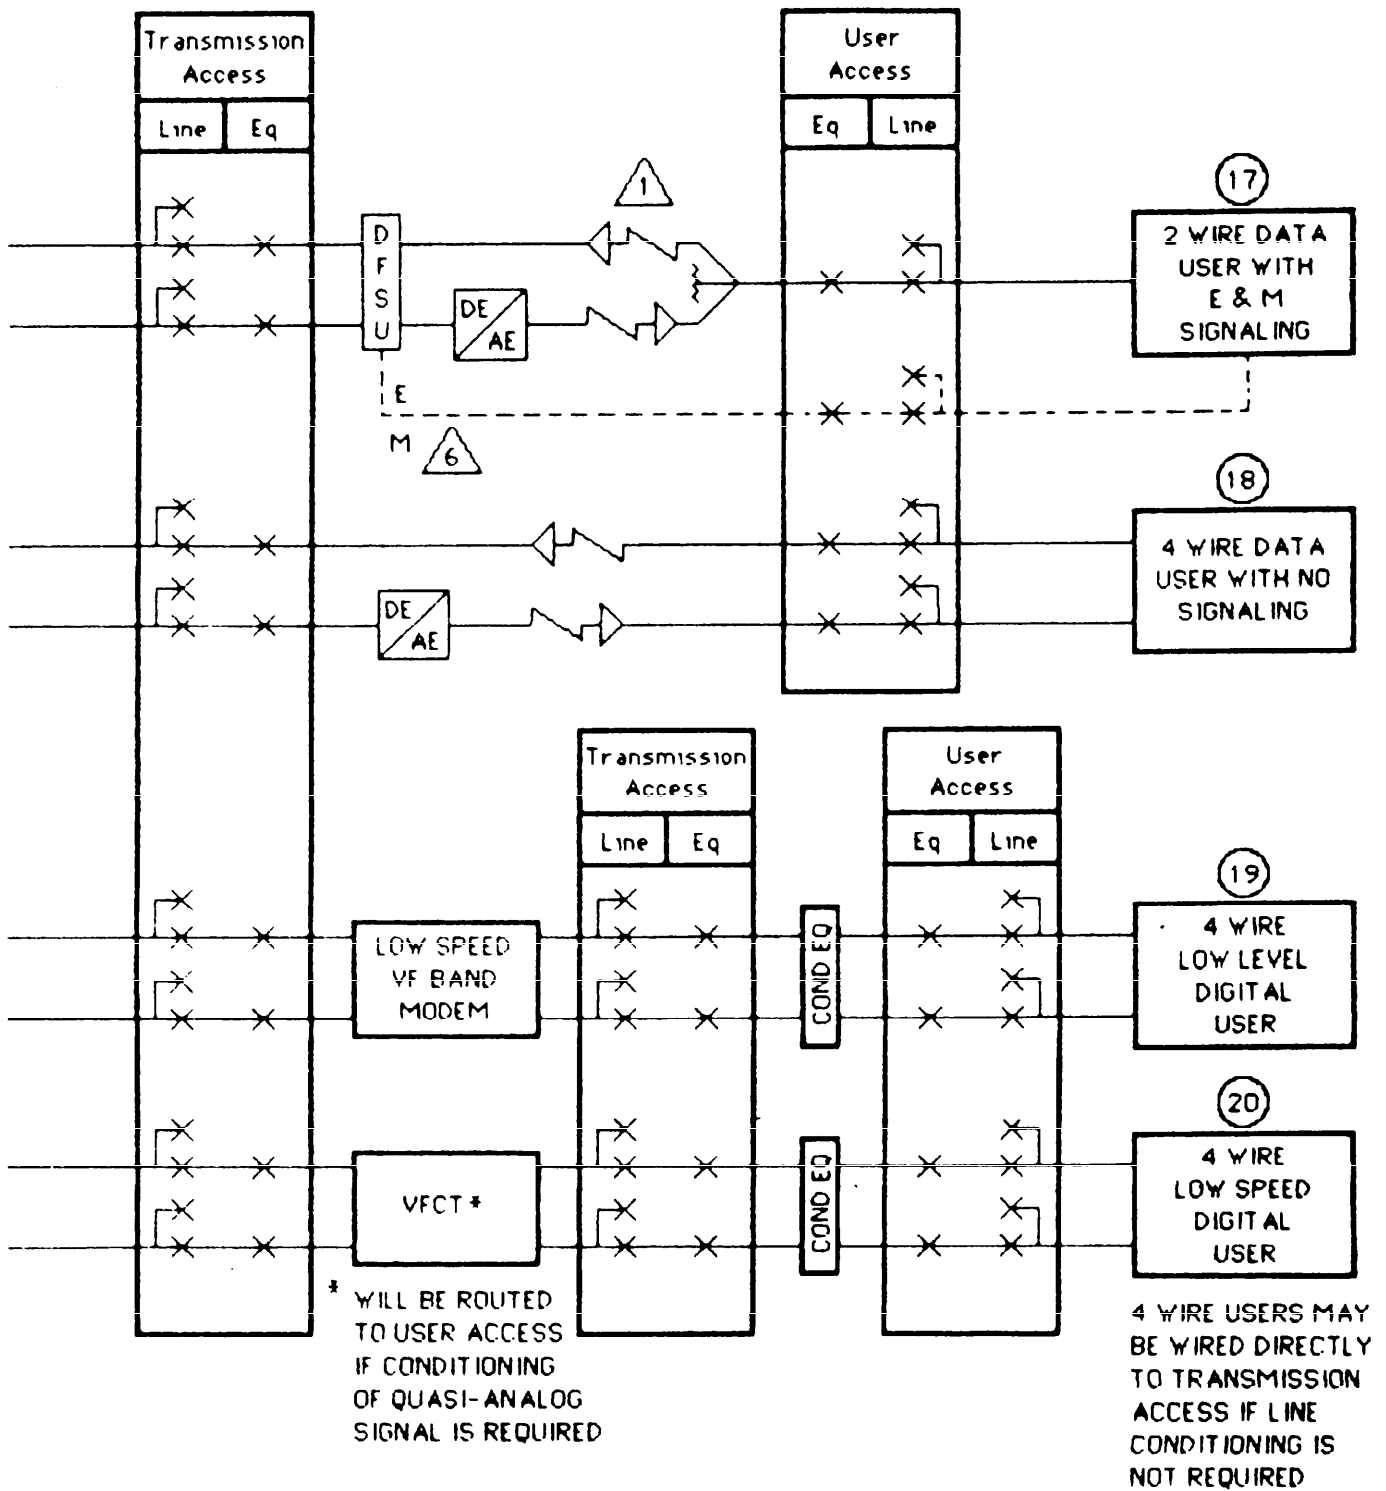 Transmission
Access
Line Eq
User
Access
Eq Line
1
17
D
F
S
U
DE
AE
2 WIRE DATA
USER WITH
E & M
SIGNALING
E
M
6
18
DE
AE
4 WIRE DATA
USER WITH NO
SIGNALING
Transmission
Access
Line Eq
User
Access
Eq Line
19
LOW SPEED
VF BAND
MODEM
COND EQ
4 WIRE
LOW LEVEL
DIGITAL
USER
20
VFCT *
COND EQ
4 WIRE
LOW SPEED
DIGITAL
USER
* WILL BE ROUTED
TO USER ACCESS
IF CONDITIONING
OF QUASI-ANALOG
SIGNAL IS REQUIRED
4 WIRE USERS MAY
BE WIRED DIRECTLY
TO TRANSMISSION
ACCESS IF LINE
CONDITIONING IS
NOT REQUIRED